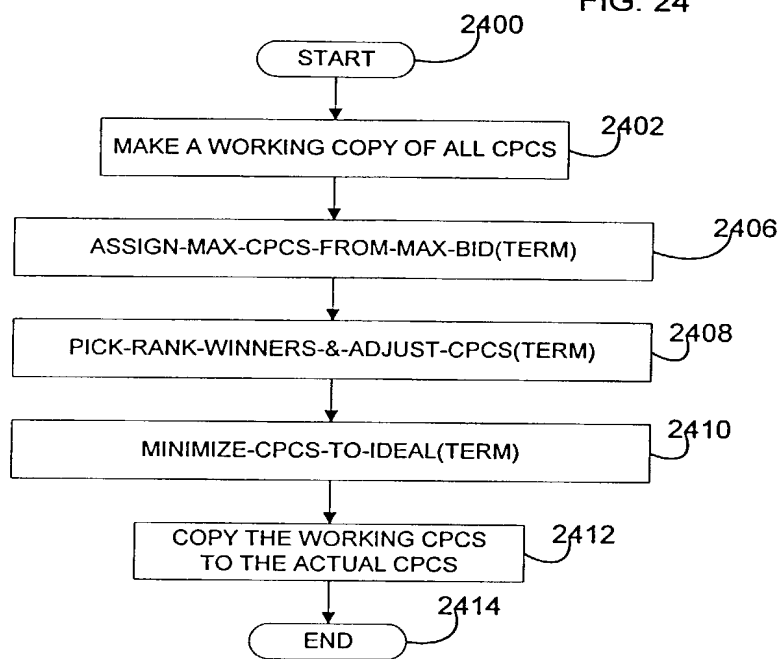 FIG. 24
2400
START
2402
MAKE A WORKING COPY OF ALL CPCS
2406
ASSIGN-MAX-CPCS-FROM-MAX-BID(TERM)
2408
PICK-RANK-WINNERS-&-ADJUST-CPCS(TERM)
2410
MINIMIZE-CPCS-TO-IDEAL(TERM)
COPY THE WORKING CPCS
2412
TO THE ACTUAL CPCS
2414
END